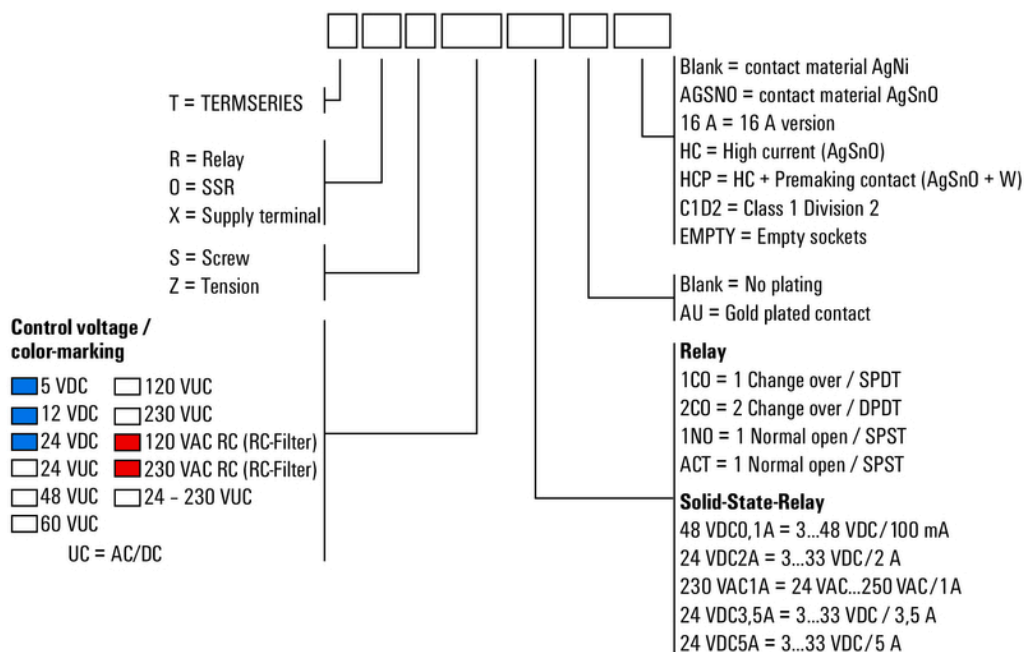 T = TERMSERIES
R = Relay
O = SSR
X = Supply terminal
S = Screw
Z = Tension
Control voltage /
color-marking
5 VDC
12 VDC
24 VDC
24 VUC
48 VUC
60 VUC
120 VUC
230 VUC
120 VAC RC (RC-Filter)
230 VAC RC (RC-Filter)
24 – 230 VUC
UC = AC/DC
Blank = contact material AgNi
AGSNO = contact material AgSnO
16 A = 16 A version
HC = High current (AgSnO)
HCP = HC + Premaking contact (AgSnO + W)
C1D2 = Class 1 Division 2
EMPTY = Empty sockets
Blank = No plating
AU = Gold plated contact
Relay
1CO = 1 Change over / SPDT
2CO = 2 Change over / DPDT
1NO = 1 Normal open / SPST
ACT = 1 Normal open / SPST
Solid-State-Relay
48 VDC0,1A = 3...48 VDC/100 mA
24 VDC2A = 3...33 VDC/2 A
230 VAC1A = 24 VAC...250 VAC/1A
24 VDC3,5A = 3...33 VDC / 3,5 A
24 VDC5A = 3...33 VDC/5 A